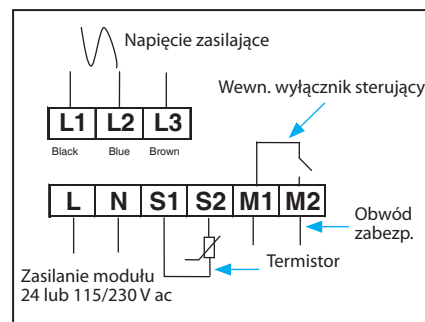 Napięcie zasilające
Wewn. wyłącznik sterujący
L1 L2 L3
Black Blue Brown
L N S1 S2 M1 M2
Obwód
zabezp.
Termistor
Zasilanie modułu
24 lub 115/230 V ac